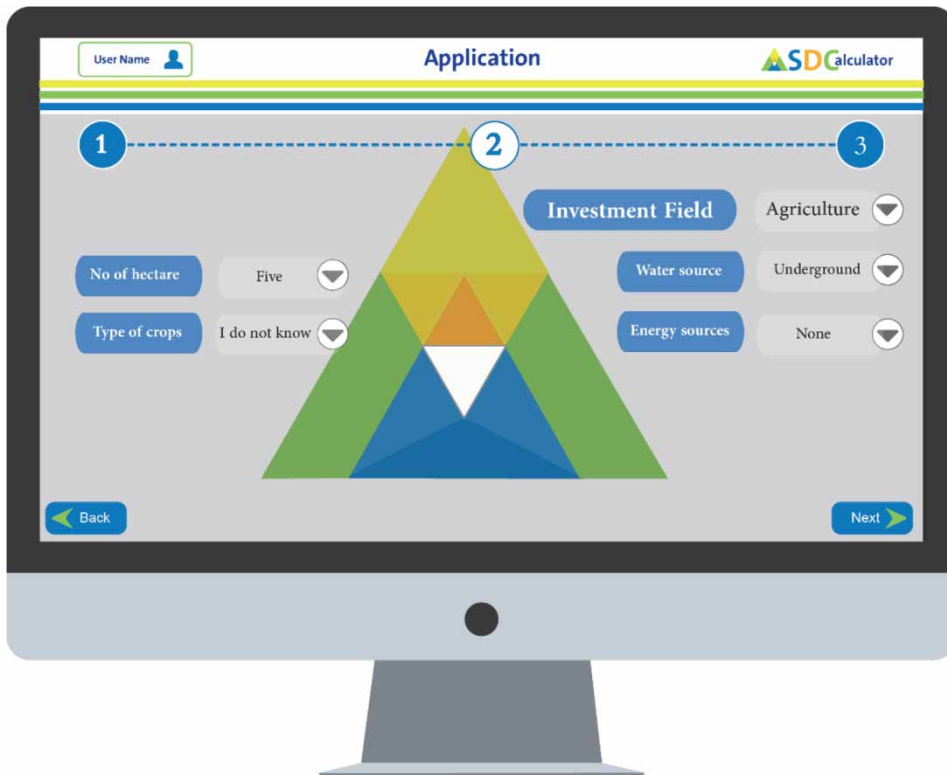 User Name
Application
SDCalculator
1
2
3
Investment Field
Agriculture
No of hectare
Five
Water source
Underground
Type of crops
I do not know
Energy sources
None
Back
Next